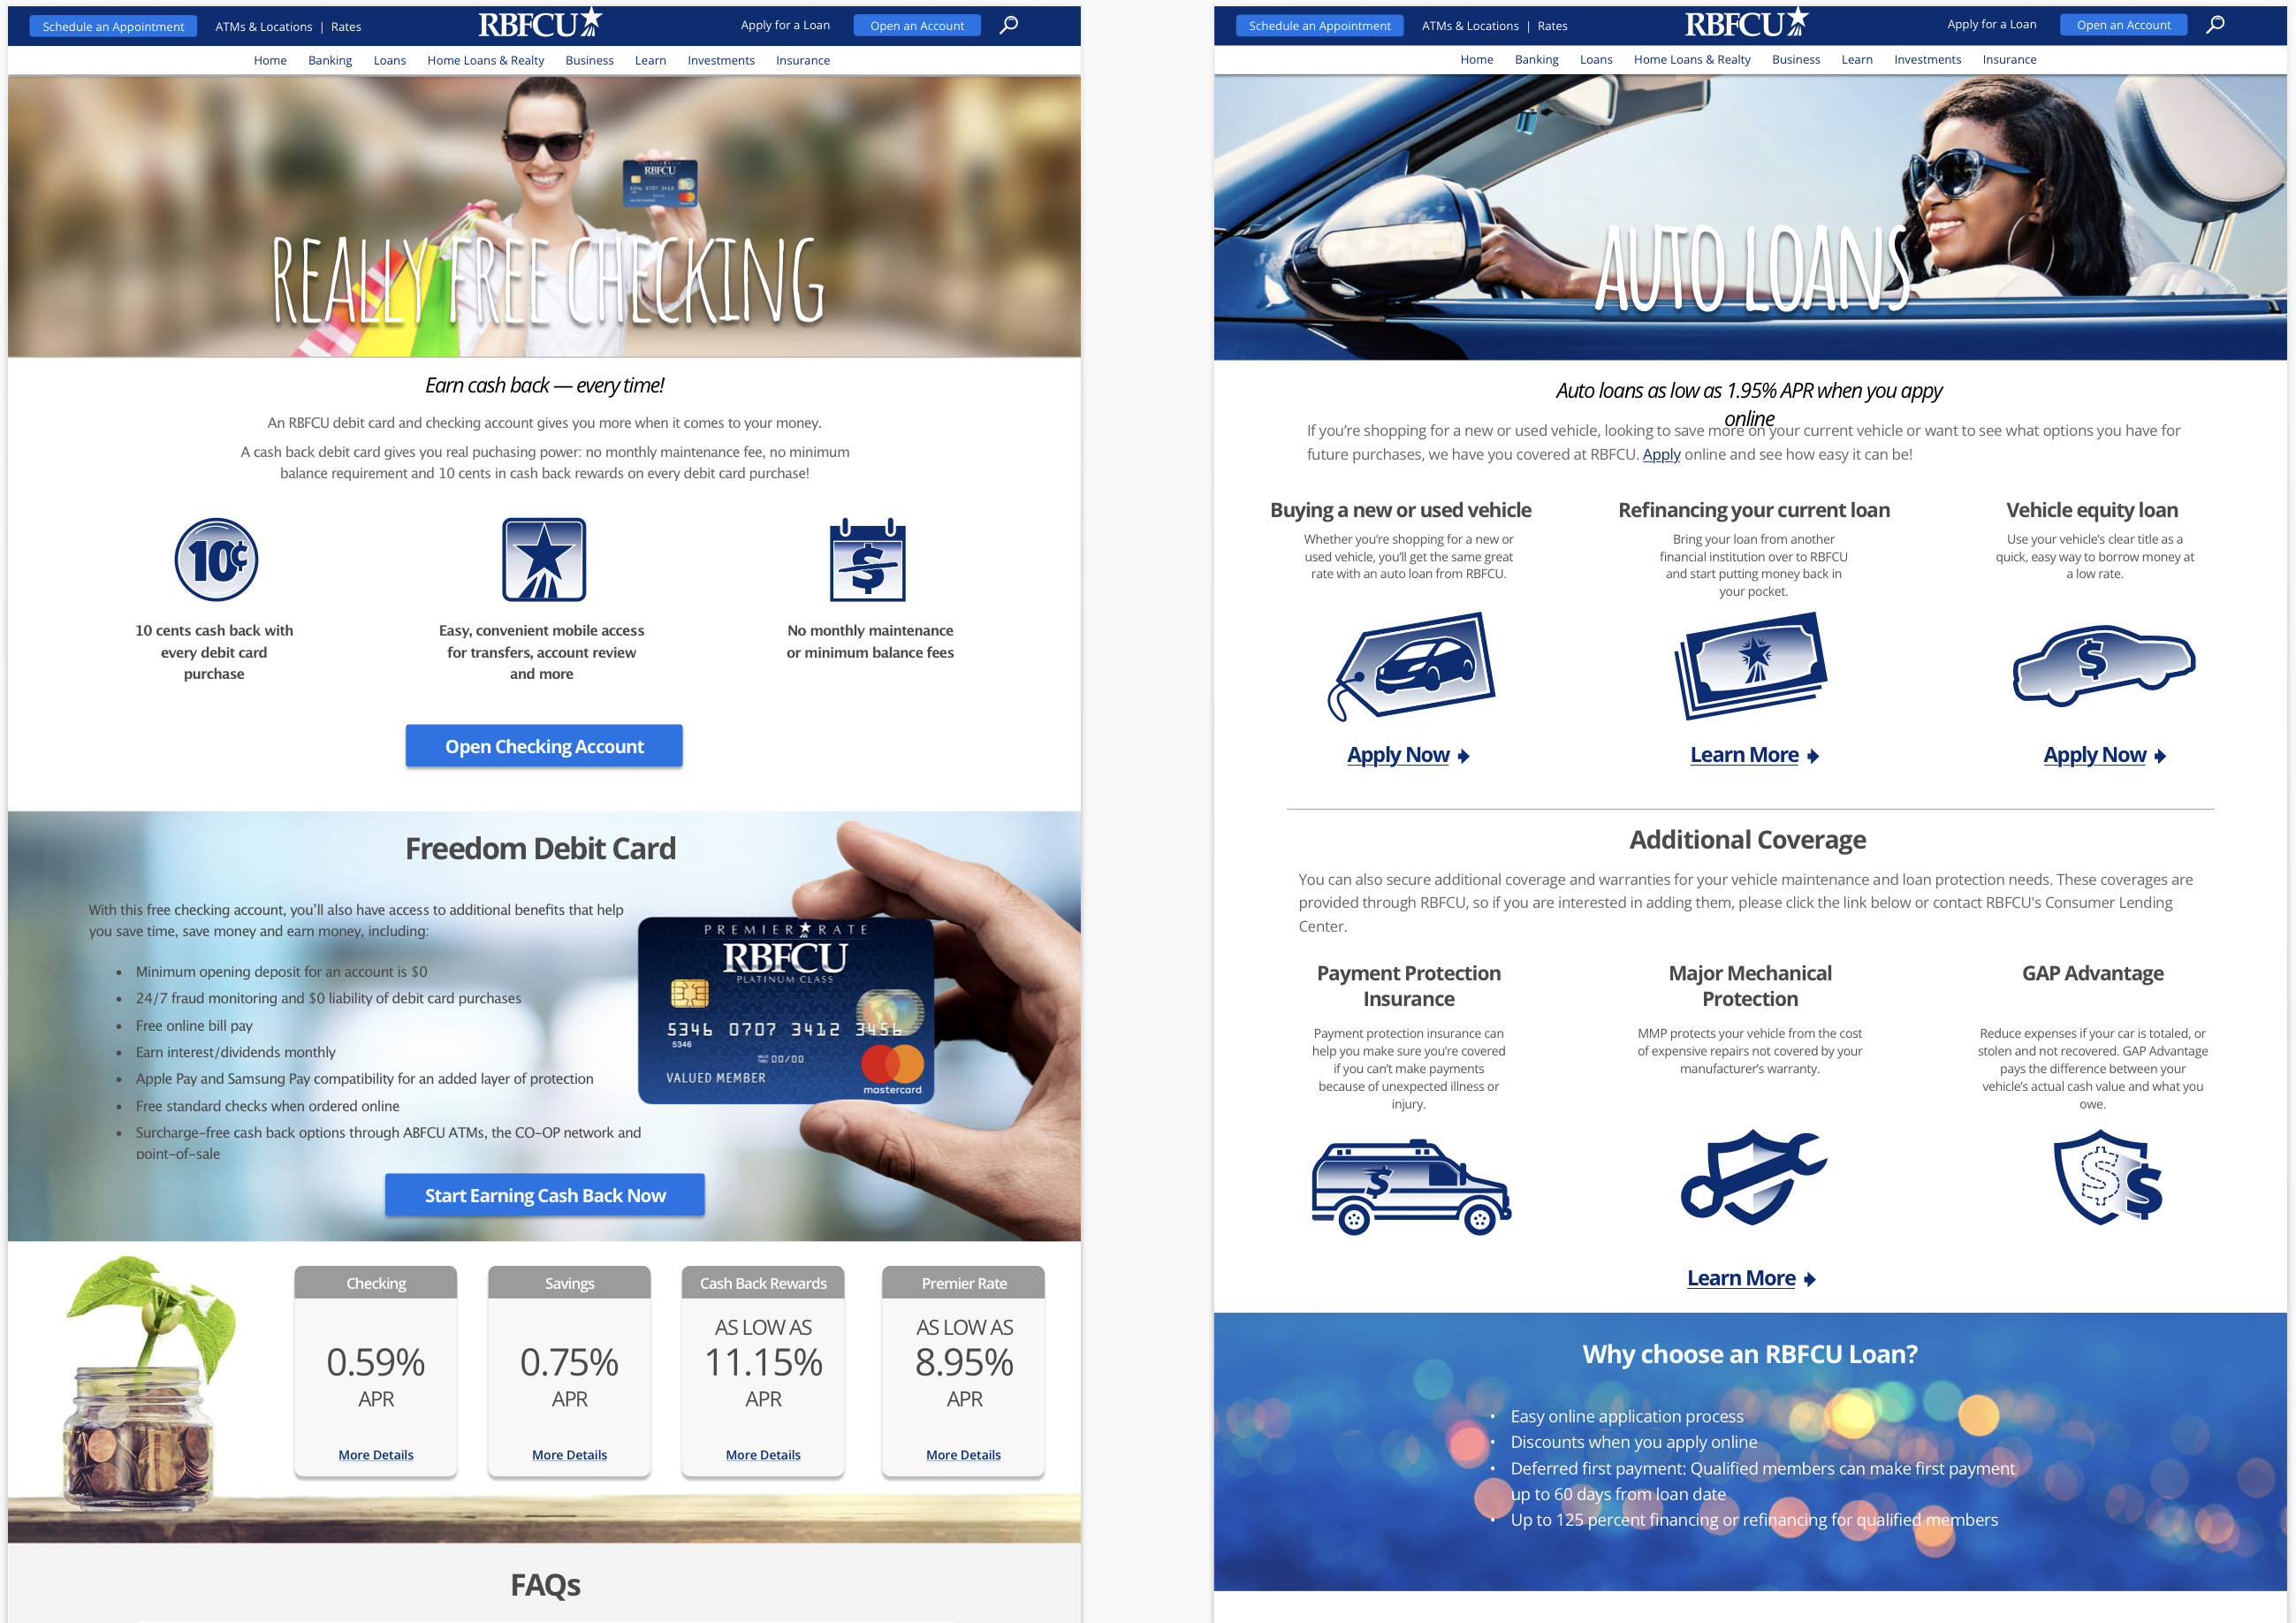 Schedule an Appointment
ATMs & Locations | Rates
RBFCU
Apply for a Loan
Open an Account
Home Banking Loans Home Loans & Realty Business Learn Investments Insurance
RBFCU
REALLY FREE CHECKING
Earn cash back — every time!
An RBFCU debit card and checking account gives you more when it comes to your money.
A cash back debit card gives you real puchasing power: no monthly maintenance fee, no minimum
balance requirement and 10 cents in cash back rewards on every debit card purchase!
10¢
$
10 cents cash back with
every debit card
purchase
Easy, convenient mobile access
for transfers, account review
and more
No monthly maintenance
or minimum balance fees
Open Checking Account
Freedom Debit Card
With this free checking account, you'll also have access to additional benefits that help
you save time, save money and earn money, including:
• Minimum opening deposit for an account is $0
• 24/7 fraud monitoring and $0 liability of debit card purchases
• Free online bill pay
• Earn interest/dividends monthly
• Apple Pay and Samsung Pay compatibility for an added layer of protection
• Free standard checks when ordered online
• Surcharge-free cash back options through ABFCU ATMs, the CO-OP network and
point-of-sale
PREMIER RATE
RBFCU
PLATINUM CLASS
5346 0707 3412 3456
5346
00/00
VALUED MEMBER
mastercard
Start Earning Cash Back Now
Checking
0.59%
APR
More Details
Savings
0.75%
APR
More Details
Cash Back Rewards
AS LOW AS
11.15%
APR
More Details
Premier Rate
AS LOW AS
8.95%
APR
More Details
FAQs
Schedule an Appointment
ATMs & Locations | Rates
RBFCU
Apply for a Loan
Open an Account
Home Banking Loans Home Loans & Realty Business Learn Investments Insurance
AUTO LOANS
Auto loans as low as 1.95% APR when you appy
online
If you're shopping for a new or used vehicle, looking to save more on your current vehicle or want to see what options you have for
future purchases, we have you covered at RBFCU. Apply online and see how easy it can be!
Buying a new or used vehicle
Whether you're shopping for a new or
used vehicle, you'll get the same great
rate with an auto loan from RBFCU.
Apply Now
Refinancing your current loan
Bring your loan from another
financial institution over to RBFCU
and start putting money back in
your pocket.
Learn More
Vehicle equity loan
Use your vehicle's clear title as a
quick, easy way to borrow money at
a low rate.
$
Apply Now
Additional Coverage
You can also secure additional coverage and warranties for your vehicle maintenance and loan protection needs. These coverages are
provided through RBFCU, so if you are interested in adding them, please click the link below or contact RBFCU's Consumer Lending
Center.
Payment Protection
Insurance
Payment protection insurance can
help you make sure you're covered
if you can't make payments
because of unexpected illness or
injury.
$
Major Mechanical
Protection
MMP protects your vehicle from the cost
of expensive repairs not covered by your
manufacturer's warranty.
GAP Advantage
Reduce expenses if your car is totaled, or
stolen and not recovered. GAP Advantage
pays the difference between your
vehicle's actual cash value and what you
owe.
$$
Learn More
Why choose an RBFCU Loan?
• Easy online application process
• Discounts when you apply online
• Deferred first payment: Qualified members can make first payment
up to 60 days from loan date
• Up to 125 percent financing or refinancing for qualified members